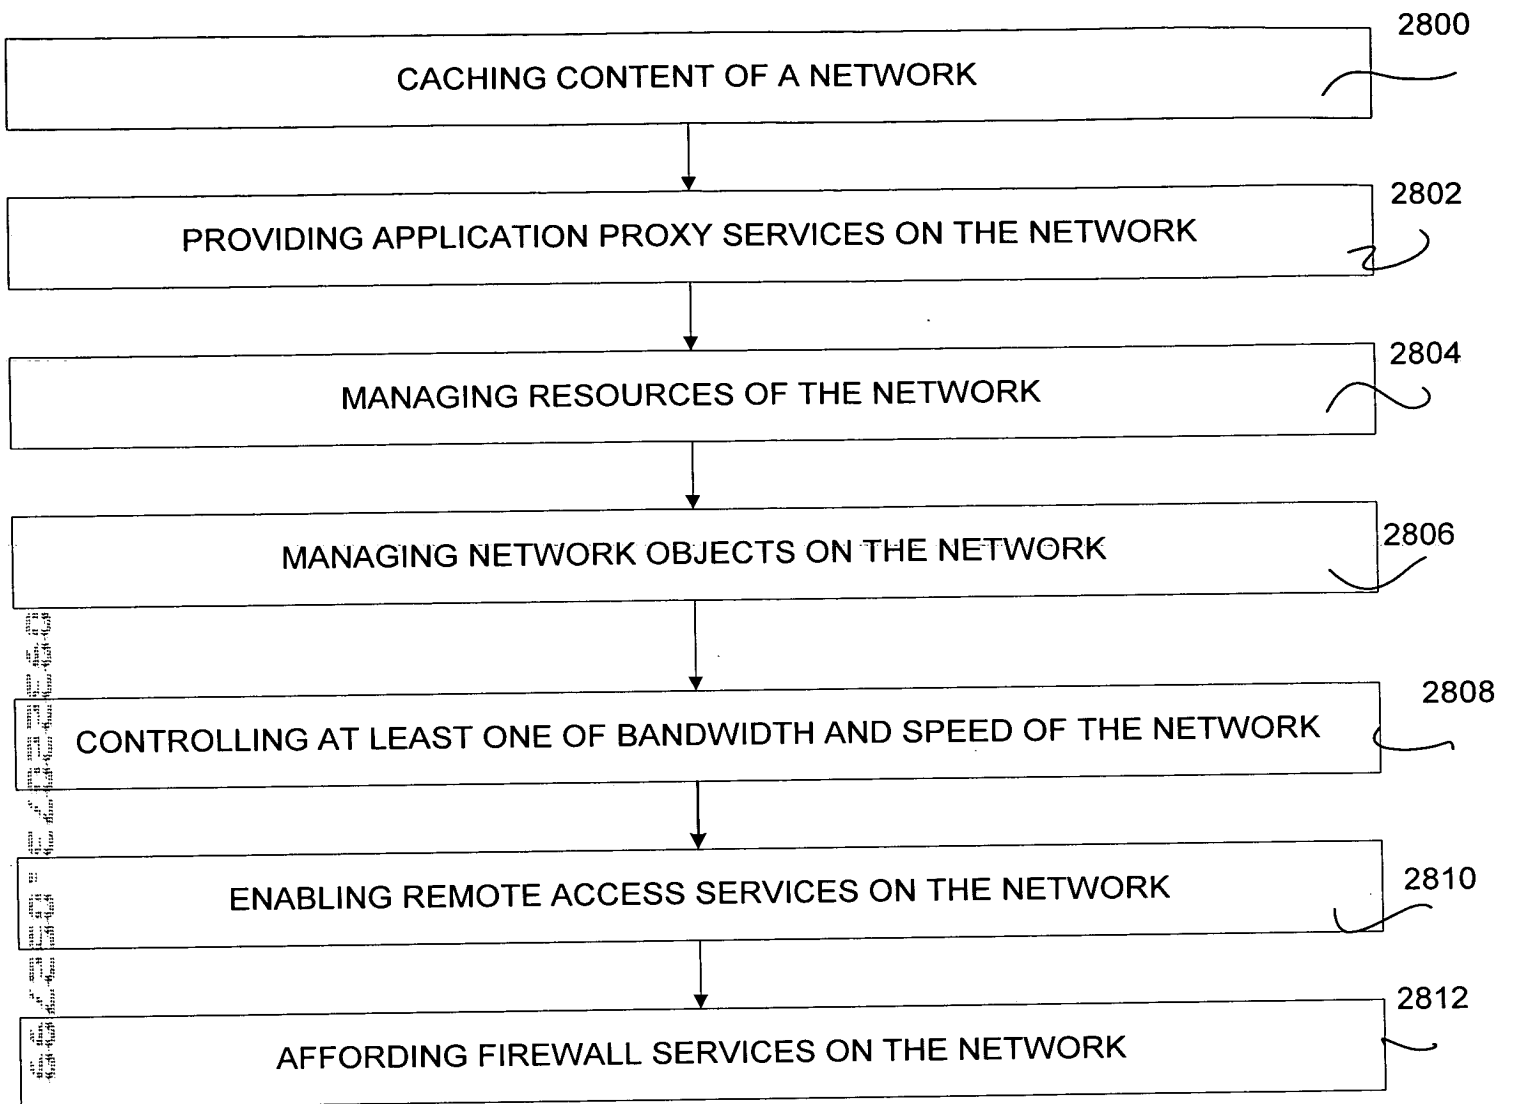 2800
CACHING CONTENT OF A NETWORK
2802
PROVIDING APPLICATION PROXY SERVICES ON THE NETWORK
2804
MANAGING RESOURCES OF THE NETWORK
2806
MANAGING NETWORK OBJECTS ON THE NETWORK
2808
CONTROLLING AT LEAST ONE OF BANDWIDTH AND SPEED OF THE NETWORK
2810
ENABLING REMOTE ACCESS SERVICES ON THE NETWORK
2812
AFFORDING FIREWALL SERVICES ON THE NETWORK